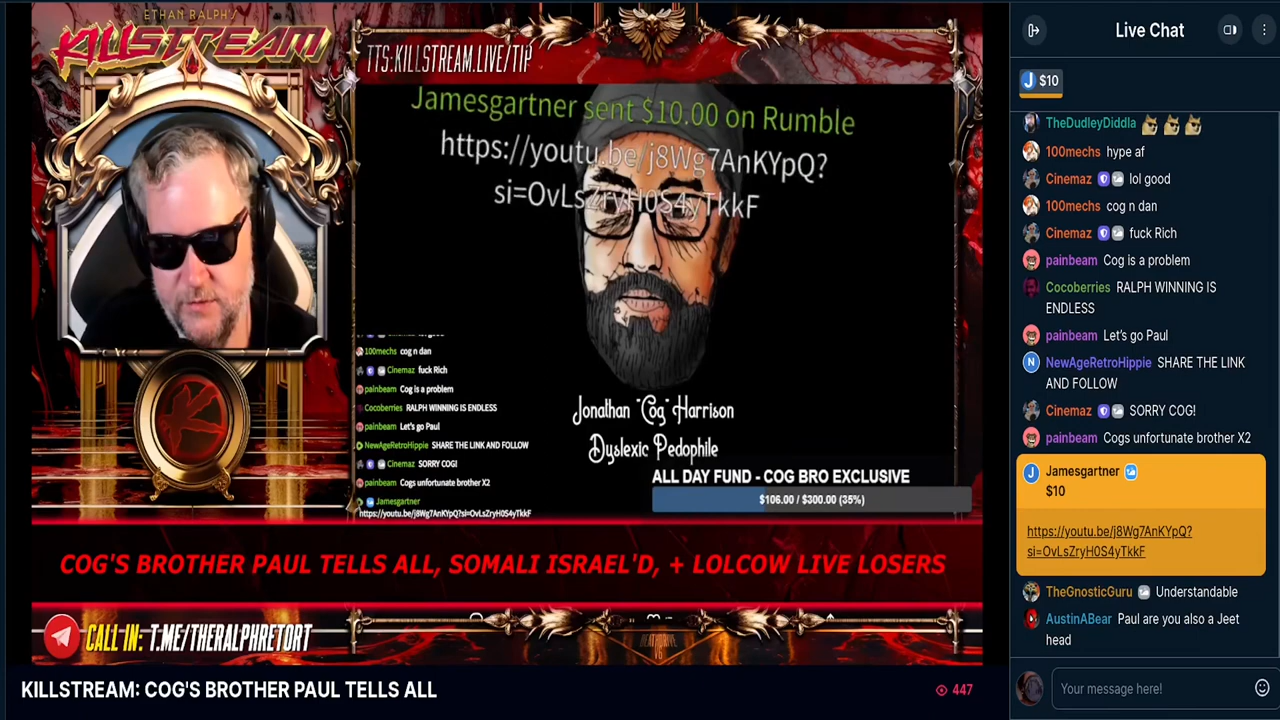 ETHAN RALPH'S
KILLSTREAM
TTS.KILLSTREAM.LIVE/TIP
Jamesgartner sent $10.00 on Rumble
https://youtu.be/j8Wg7AnKYpQ?
si=OvLsZryH0S4yTkkF
100mechs cog n dan
Cinemaz fuck Rich
painbeam Cog is a problem
Cocoberries RALPH WINNING IS ENDLESS
painbeam Let's go Paul
NewAgeRetroHippie SHARE THE LINK AND FOLLOW
Cinemaz SORRY COG!
painbeam Cogs unfortunate brother X2
Jamesgartner
https://youtu.be/j8Wg7AnKYpQ?si=OvLsZryH0S4yTkkF
Jonathan "Cog" Harrison
Dyslexic Pedophile
ALL DAY FUND - COG BRO EXCLUSIVE
$106.00 / $300.00 (35%)
COG'S BROTHER PAUL TELLS ALL, SOMALI ISRAEL'D, + LOLCOW LIVE LOSERS
CALL IN: T.ME/THERALPHRETORT
KILLSTREAM: COG'S BROTHER PAUL TELLS ALL
447
Live Chat
J $10
TheDudleyDiddla
100mechs hype af
Cinemaz lol good
100mechs cog n dan
Cinemaz fuck Rich
painbeam Cog is a problem
Cocoberries RALPH WINNING IS
ENDLESS
painbeam Let's go Paul
N NewAgeRetroHippie SHARE THE LINK
AND FOLLOW
Cinemaz SORRY COG!
painbeam Cogs unfortunate brother X2
J Jamesgartner
$10
https://youtu.be/j8Wg7AnKYpQ?
si=OvLsZryH0S4yTkkF
TheGnosticGuru Understandable
AustinABear Paul are you also a Jeet
head
Your message here!